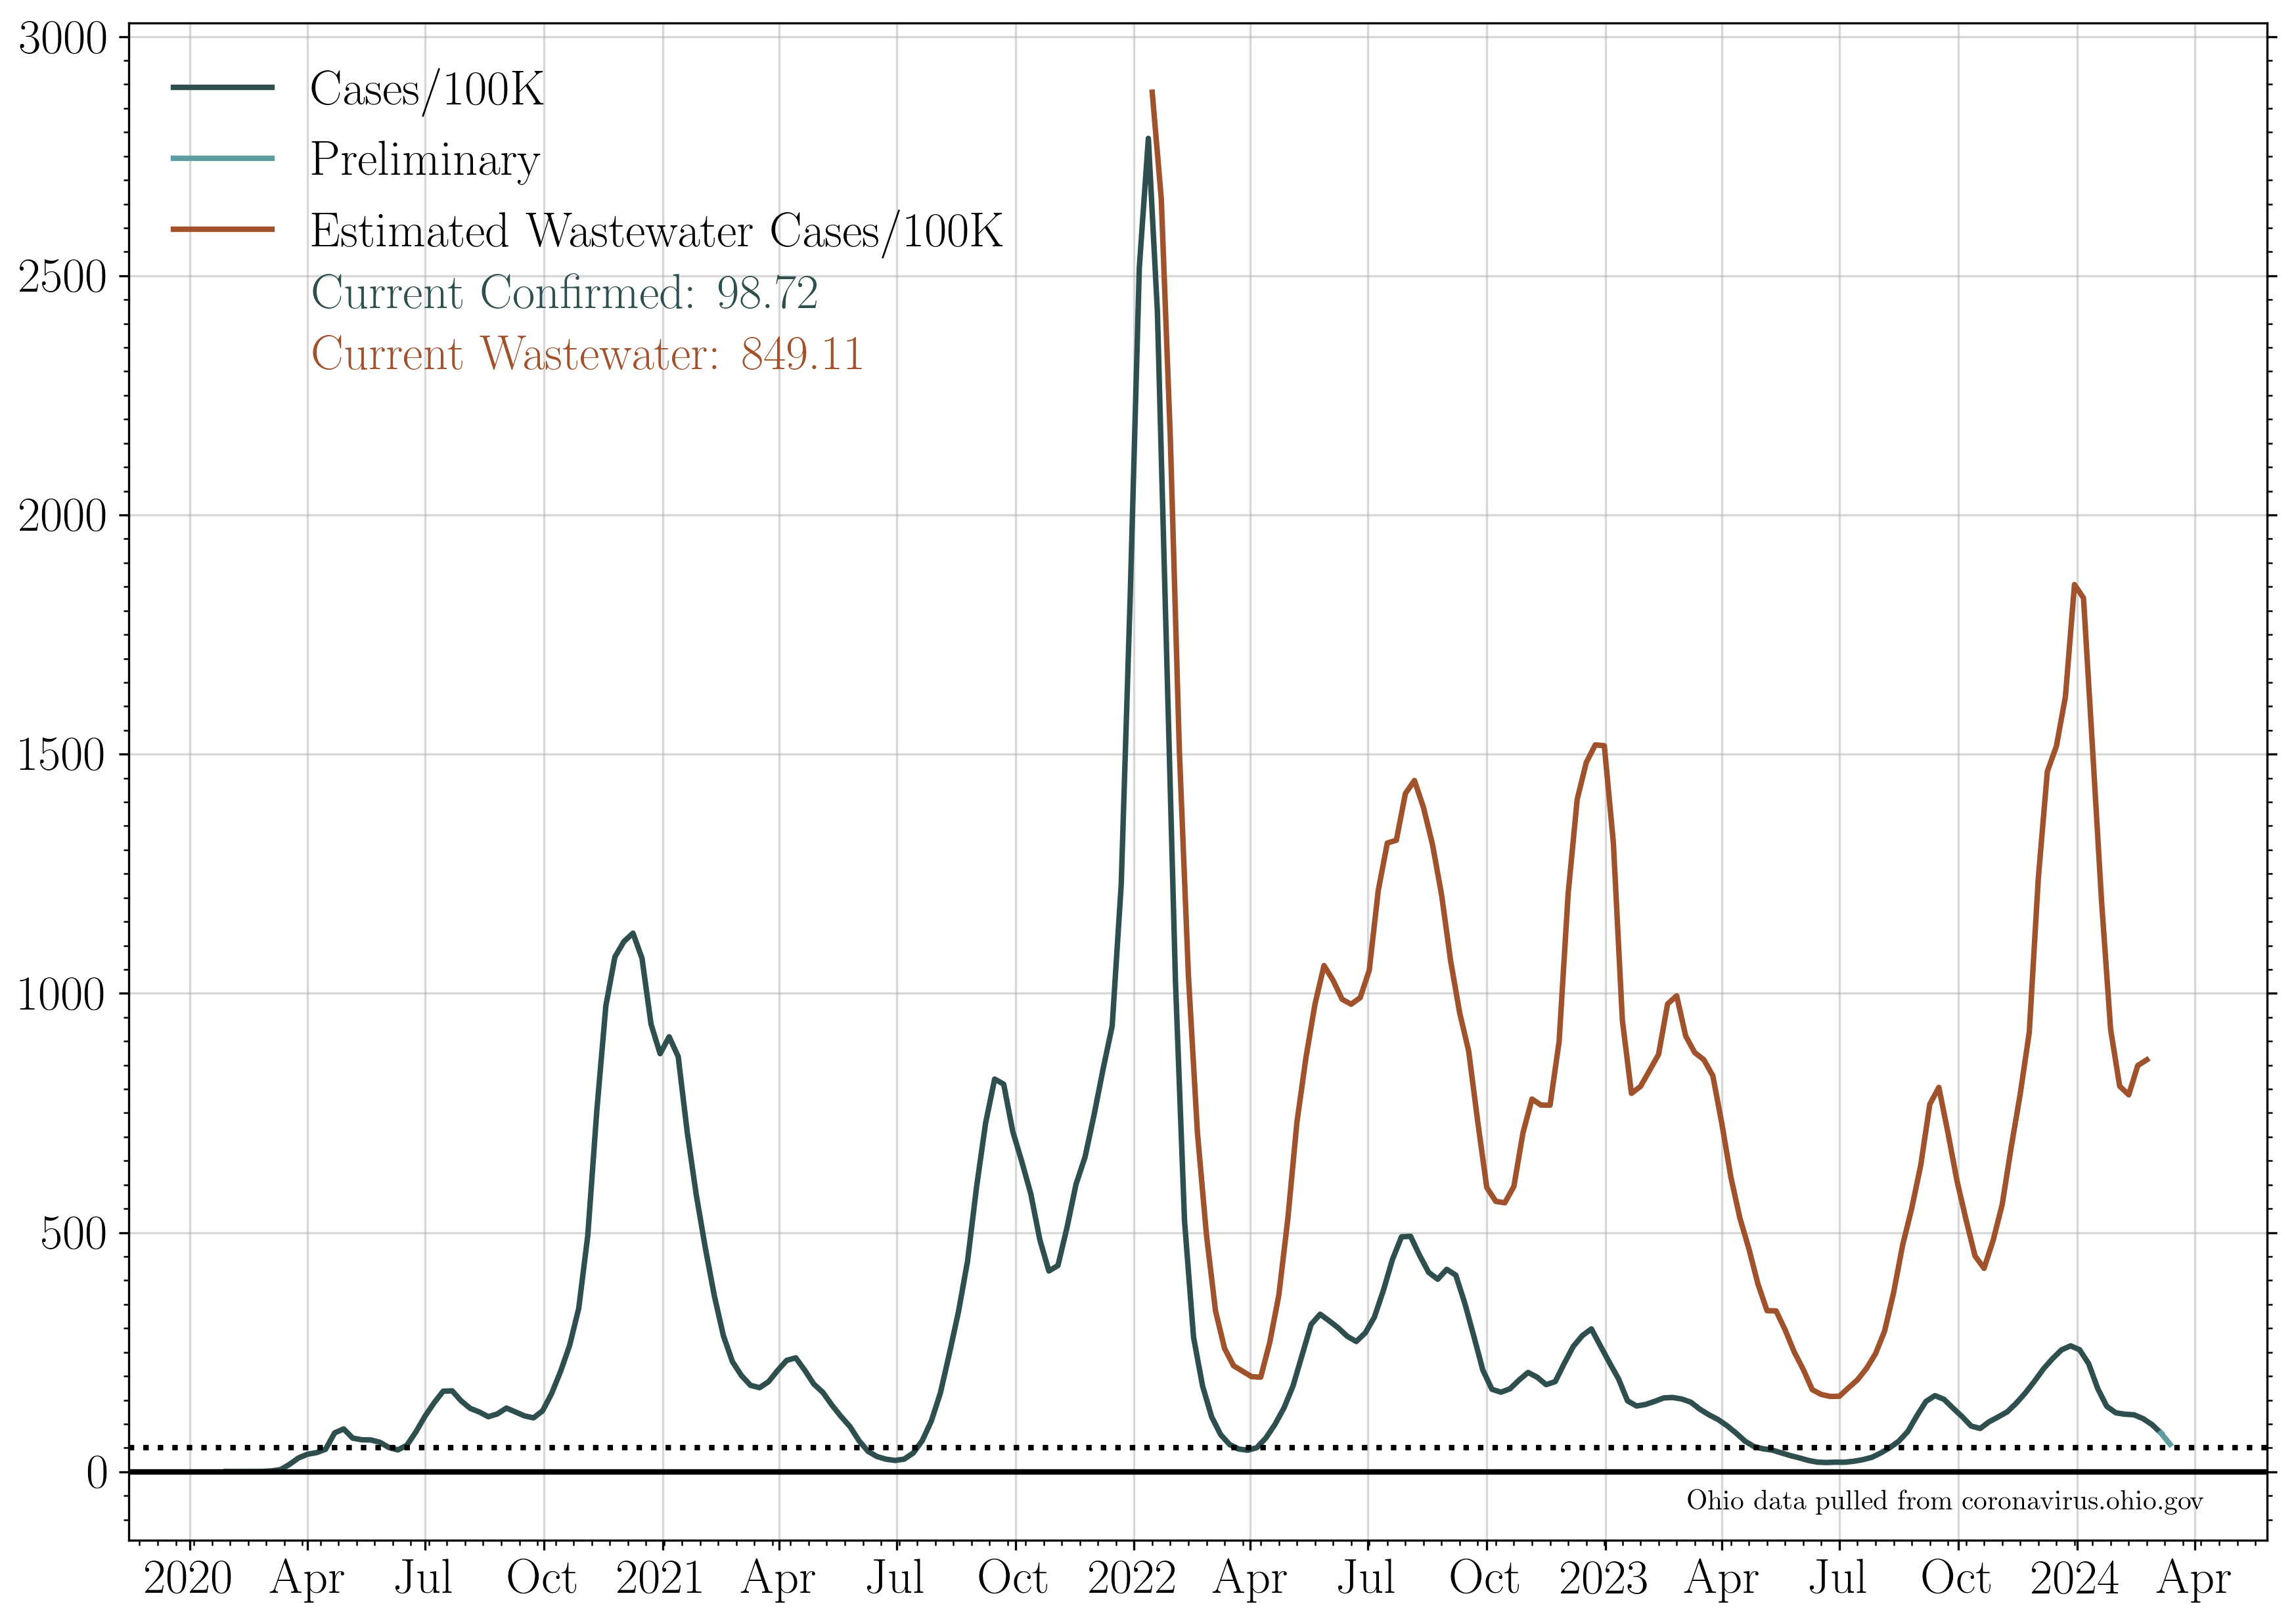 3000
2500
2000
1500
1000
500
0
Cases/100K
Preliminary
Estimated Wastewater Cases/100K
Current Confirmed: 98.72
Current Wastewater: 849.11
Ohio data pulled from coronavirus.ohio.gov
2020 Apr Jul Oct 2021 Apr Jul Oct 2022 Apr Jul Oct 2023 Apr Jul Oct 2024 Apr